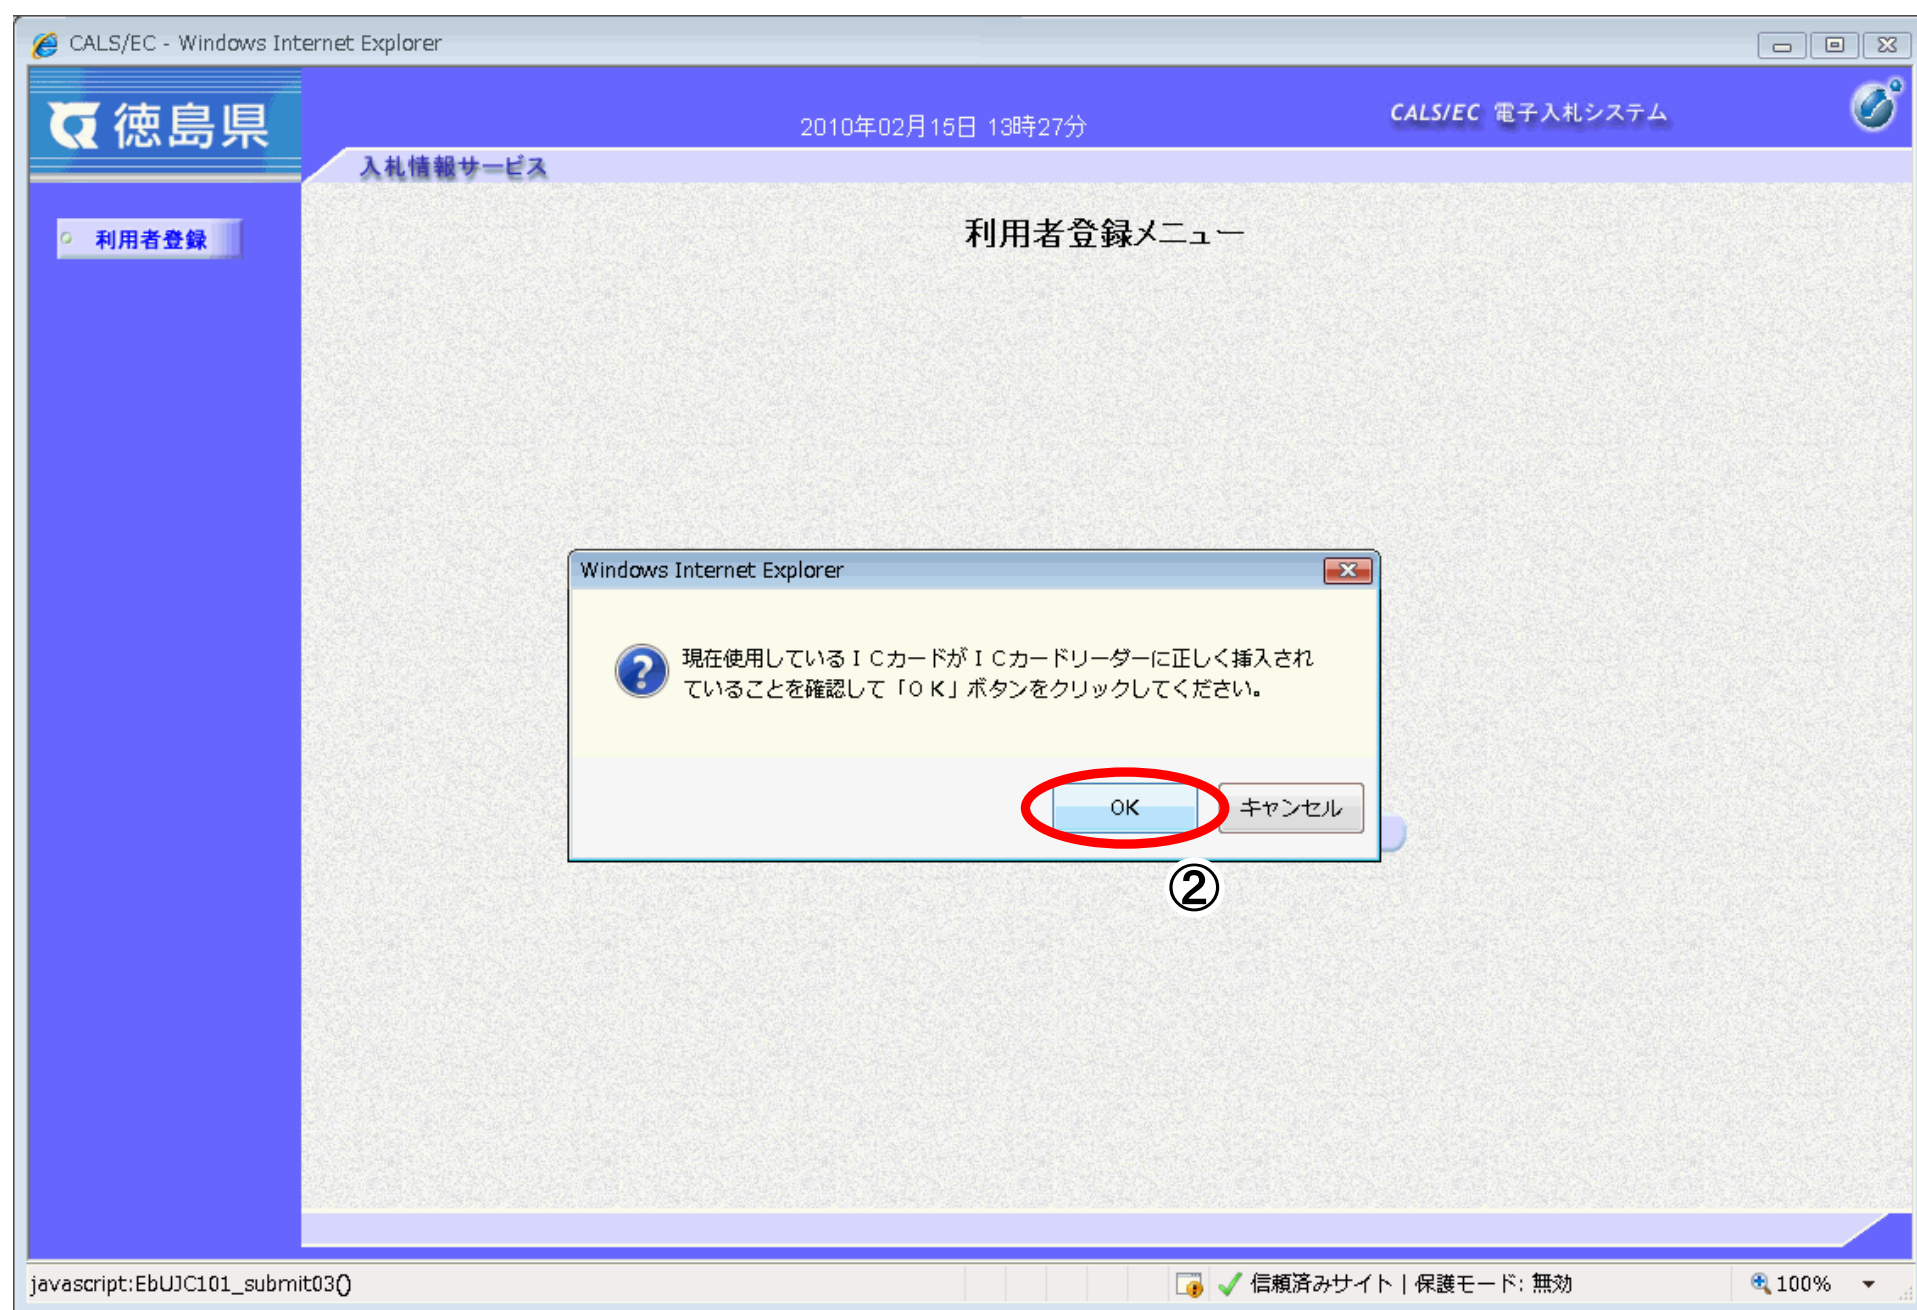 CALS/EC - Windows Internet Explorer
徳島県
2010年02月15日 13時27分
CALS/EC 電子入札システム
入札情報サービス
利用者登録
利用者登録メニュー
Windows Internet Explorer
現在使用しているＩＣカードがＩＣカードリーダーに正しく挿入され
ていることを確認して「ＯＫ」ボタンをクリックしてください。
OK
キャンセル
②
javascript:EbUJC101_submit03()
信頼済みサイト | 保護モード: 無効
100%